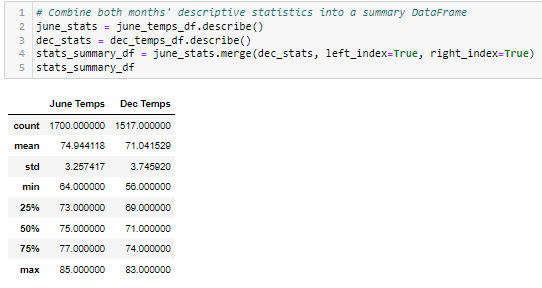 1 # Combine both months' descriptive statistics into a summary DataFrame
2 june_stats = june_temps_df.describe()
3 dec_stats = dec_temps_df.describe()
4 stats_summary_df = june_stats.merge(dec_stats, left_index=True, right_index=True)
5 stats_summary_df
June Temps Dec Temps
count 1700.000000 1517.000000
mean 74.944118 71.041529
std 3.257417 3.745920
min 64.000000 56.000000
25% 73.000000 69.000000
50% 75.000000 71.000000
75% 77.000000 74.000000
max 85.000000 83.000000